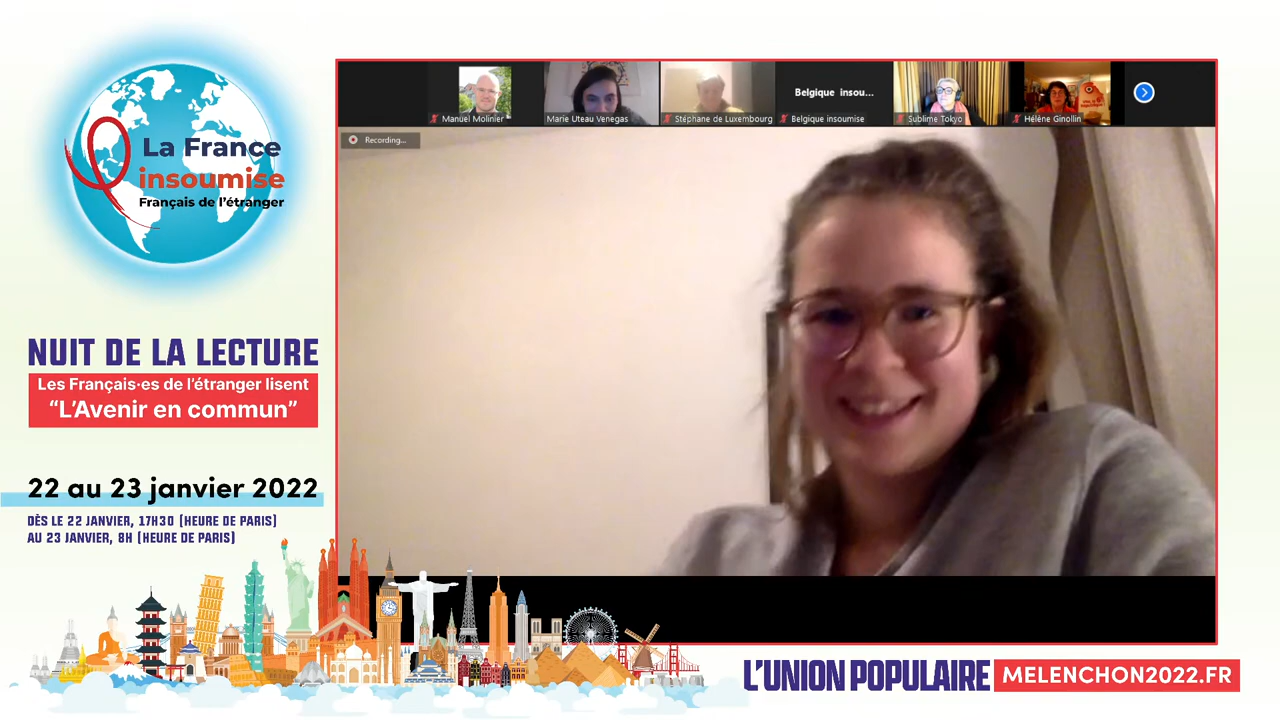 La France
insoumise
Français de l'étranger
NUIT DE LA LECTURE
Les Français·es de l'étranger lisent
“L'Avenir en commun”
22 au 23 janvier 2022
DÈS LE 22 JANVIER, 17H30 (HEURE DE PARIS)
AU 23 JANVIER, 8H (HEURE DE PARIS)
Manuel Molinier
Marie Uteau Venegas
Stéphane de Luxembourg
Belgique insou...
Belgique insoumise
Sublime Tokyo
Hélène Ginollin
Recording...
L'UNION POPULAIRE MELENCHON2022.FR